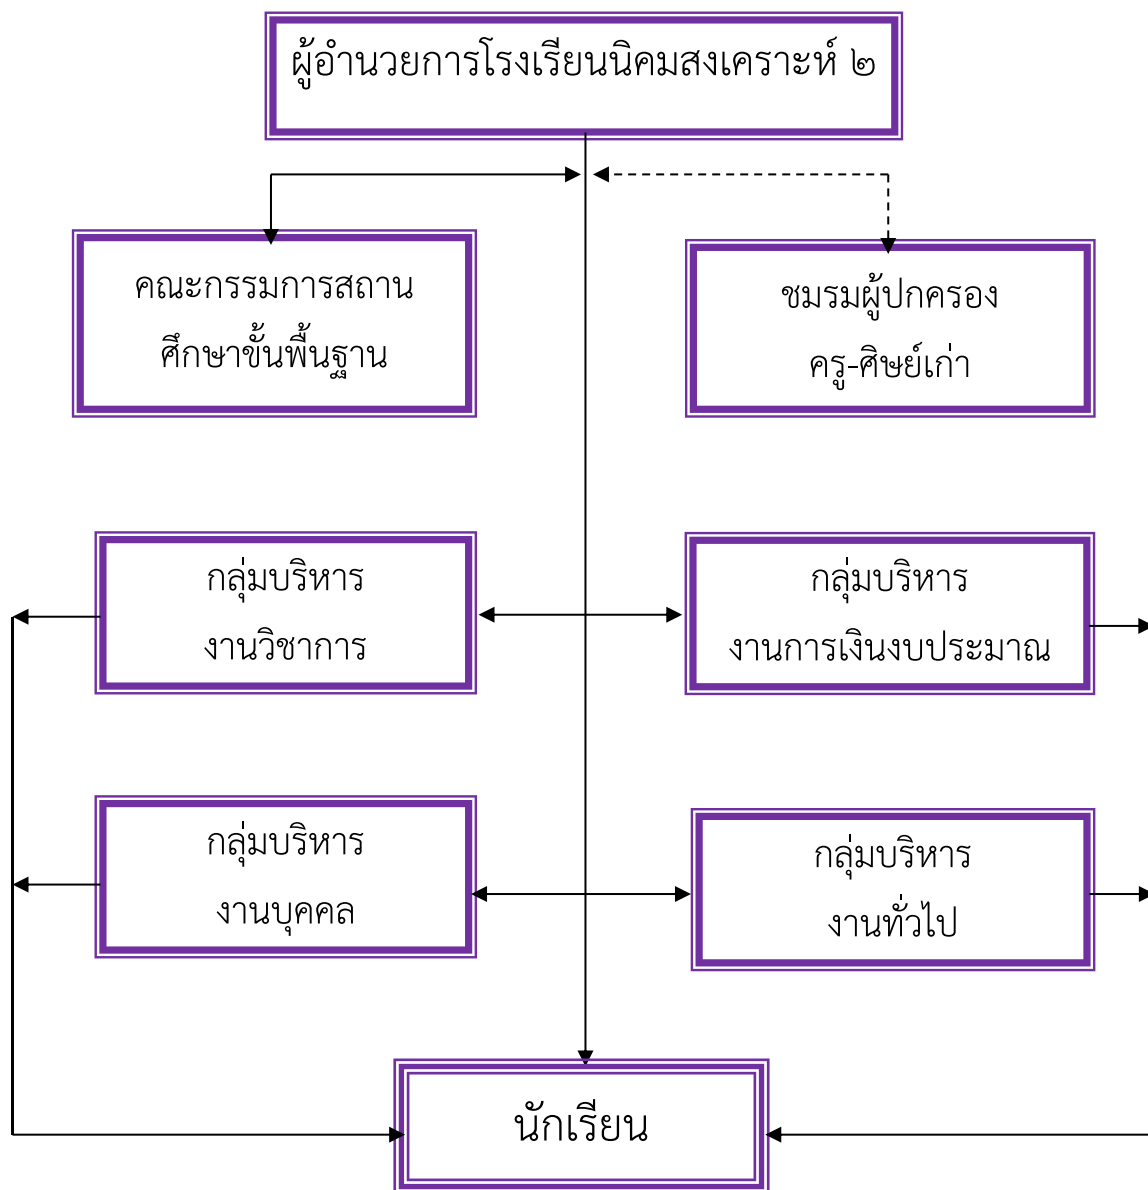 ผู้อำนวยการโรงเรียนนิคมสงเคราะห์ ๒
คณะกรรมการสถาน
ศึกษาขั้นพื้นฐาน
ชมรมผู้ปกครอง
ครู-ศิษย์เก่า
กลุ่มบริหาร
งานวิชาการ
กลุ่มบริหาร
งานการเงินงบประมาณ
กลุ่มบริหาร
งานบุคคล
กลุ่มบริหาร
งานทั่วไป
นักเรียน